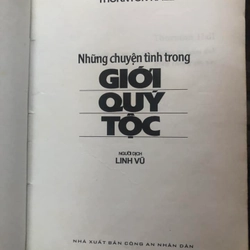 Những chuyện tình trong
GIỚI
QUÝ
TỘC
NGƯỜI DỊCH
LINH VŨ
NHÀ XUẤT BẢN CÔNG AN NHÂN DÂN